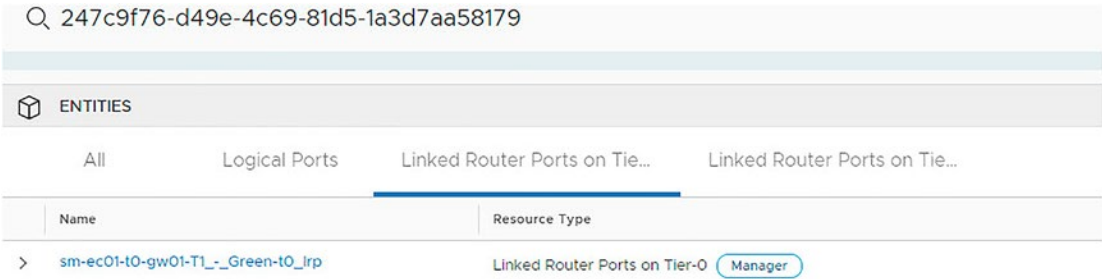 247c9f76-d49e-4c69-81d5-1a3d7aa58179
ENTITIES
All Logical Ports Linked Router Ports on Tie... Linked Router Ports on Tie...
Name Resource Type
sm-ec01-t0-gw01-T1_-_Green-t0_lrp Linked Router Ports on Tier-0 Manager